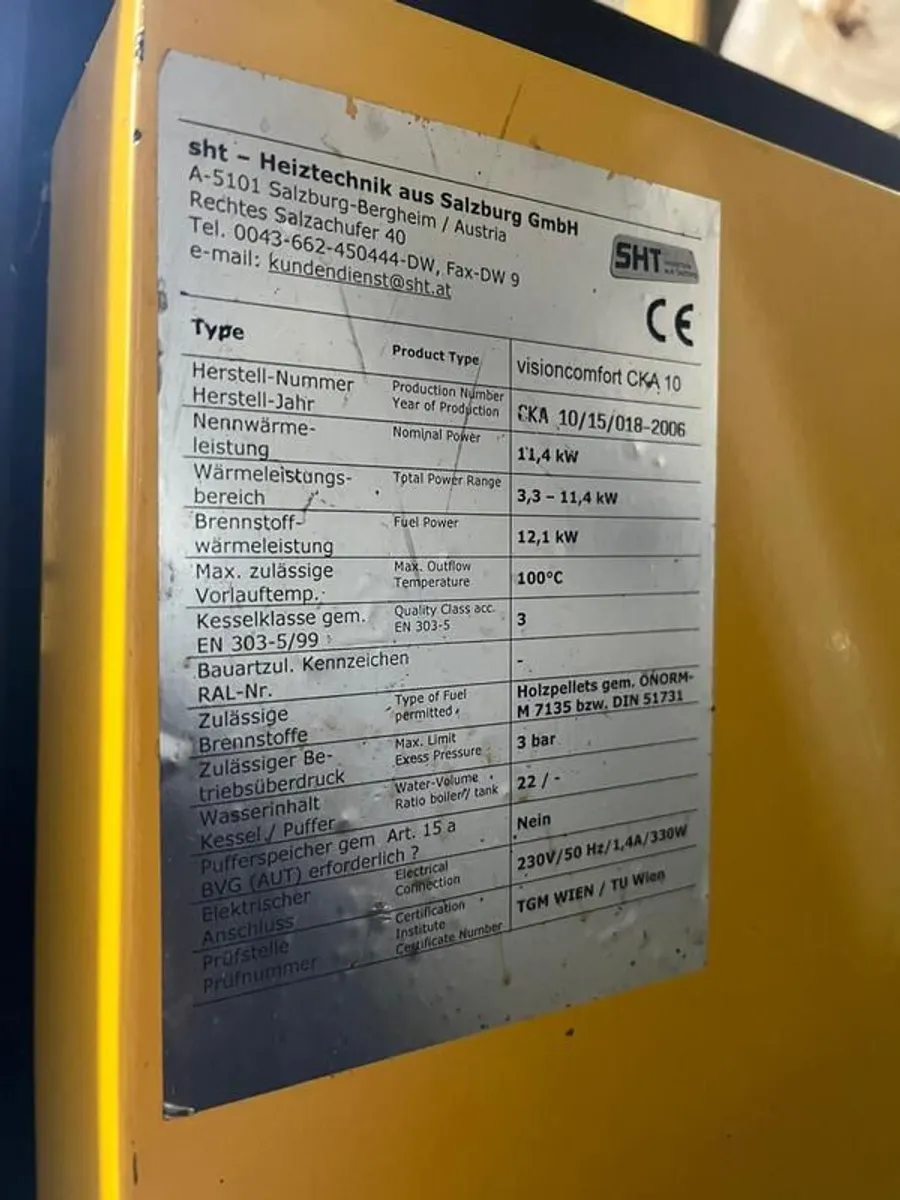 sht – Heiztechnik aus Salzburg GmbH
A-5101 Salzburg-Bergheim / Austria
Rechtes Salzachufer 40
Tel. 0043-662-450444-DW, Fax-DW 9
e-mail: kundendienst@sht.at
SHT
CE
Type Product Type visioncomfort CKA 10
Herstell-Nummer Production Number
Herstell-Jahr Year of Production CKA 10/15/018-2006
Nennwärme- Nominal Power
leistung 11,4 kW
Wärmeleistungs- Total Power Range
bereich 3,3 – 11,4 kW
Brennstoff- Fuel Power
wärmeleistung 12,1 kW
Max. zulässige Max. Outflow
Vorlauftemp. Temperature 100°C
Kesselklasse gem. Quality Class acc.
EN 303-5/99 EN 303-5 3
Bauartzul. Kennzeichen
RAL-Nr. -
Zulässige Type of Fuel Holzpellets gem. ÖNORM-
Brennstoffe permitted M 7135 bzw. DIN 51731
Zulässiger Be- Max. Limit
triebsüberdruck Exess Pressure 3 bar
Wasserinhalt Water-Volume
Kessel / Puffer Ratio boiler/ tank 22 / -
Pufferspeicher gem Art. 15 a
BVG (AUT) erforderlich ? Nein
Elektrischer Electrical
Anschluss Connection 230V/50 Hz/1,4A/330W
Prüfstelle Certification
Institute
Prüfnummer Certificate Number TGM WIEN / TU Wien